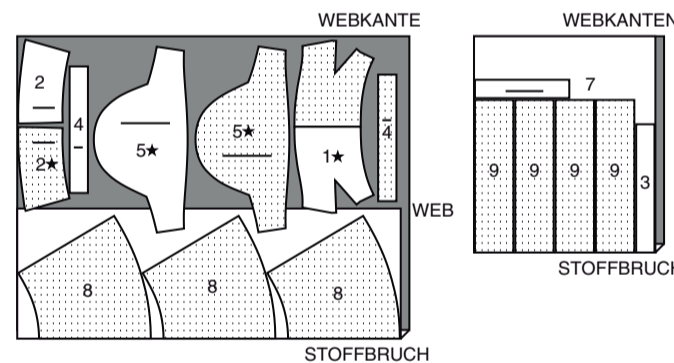 WEBKANTE
WEBKANTEN
2
4
2★
5★
5★
1★
4
7
9 9 9 9 3
WEB
8
8
8
STOFFBRUCH
STOFFBRUCH